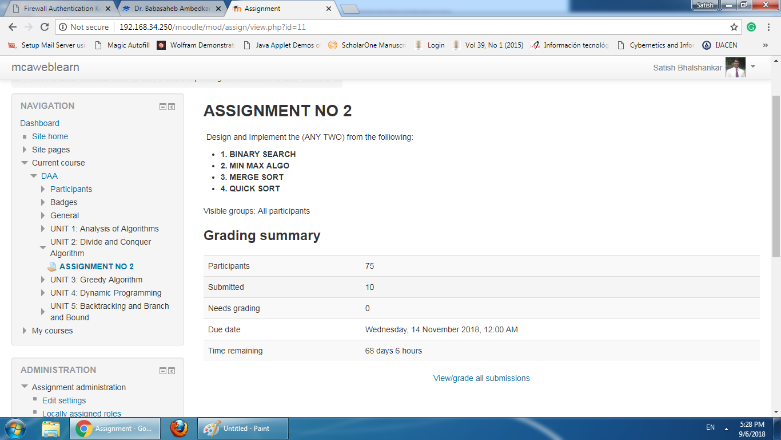 Firewall Authentication K
Dr. Babasaheb Ambedkar
Assignment
Satish
Not secure | 192.168.34.250/moodle/mod/assign/view.php?id=11
Setup Mail Server usi Magic Autofill Wolfram Demonstrat Java Applet Demos o ScholarOne Manuscr Login Vol 39, No 1 (2015) Información tecnológ Cybernetics and Infor IJACEN »
mcaweblearn
Satish Bhalshankar
NAVIGATION
Dashboard
Site home
Site pages
Current course
DAA
Participants
Badges
General
UNIT 1: Analysis of Algorithms
UNIT 2: Divide and Conquer
Algorithm
ASSIGNMENT NO 2
UNIT 3: Greedy Algorithm
UNIT 4: Dynamic Programming
UNIT 5: Backtracking and Branch
and Bound
My courses
ADMINISTRATION
Assignment administration
Edit settings
Locally assigned roles
ASSIGNMENT NO 2
Design and Implement the (ANY TWO) from the following:
1. BINARY SEARCH
2. MIN MAX ALGO
3. MERGE SORT
4. QUICK SORT
Visible groups: All participants
Grading summary
Participants 75
Submitted 10
Needs grading 0
Due date Wednesday, 14 November 2018, 12:00 AM
Time remaining 68 days 6 hours
View/grade all submissions
Assignment - Go...
Untitled - Paint
EN
5:28 PM
9/6/2018